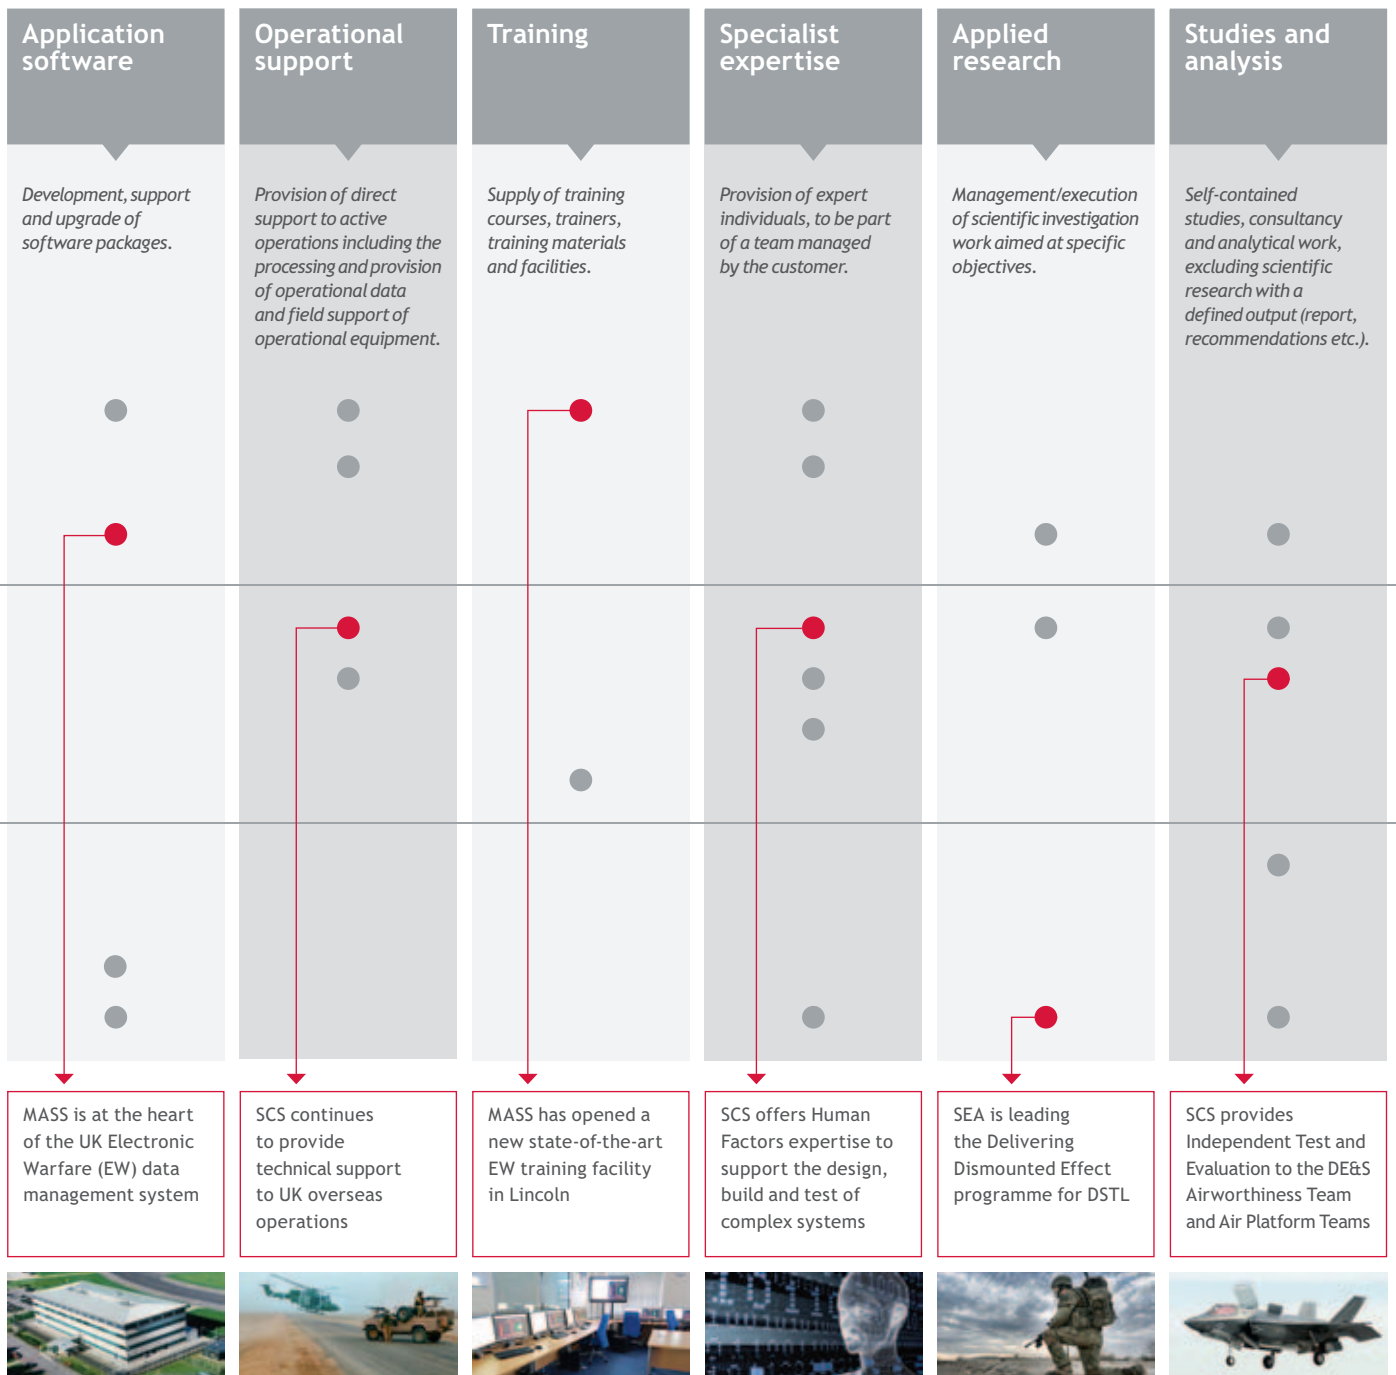 Application
software
Operational
support
Training
Specialist
expertise
Applied
research
Studies and
analysis
Development, support
and upgrade of
software packages.
Provision of direct
support to active
operations including the
processing and provision
of operational data
and field support of
operational equipment.
Supply of training
courses, trainers,
training materials
and facilities.
Provision of expert
individuals, to be part
of a team managed
by the customer.
Management/execution
of scientific investigation
work aimed at specific
objectives.
Self-contained
studies, consultancy
and analytical work,
excluding scientific
research with a
defined output (report,
recommendations etc.).
MASS is at the heart
of the UK Electronic
Warfare (EW) data
management system
SCS continues
to provide
technical support
to UK overseas
operations
MASS has opened a
new state-of-the-art
EW training facility
in Lincoln
SCS offers Human
Factors expertise to
support the design,
build and test of
complex systems
SEA is leading
the Delivering
Dismounted Effect
programme for DSTL
SCS provides
Independent Test and
Evaluation to the DE&S
Airworthiness Team
and Air Platform Teams